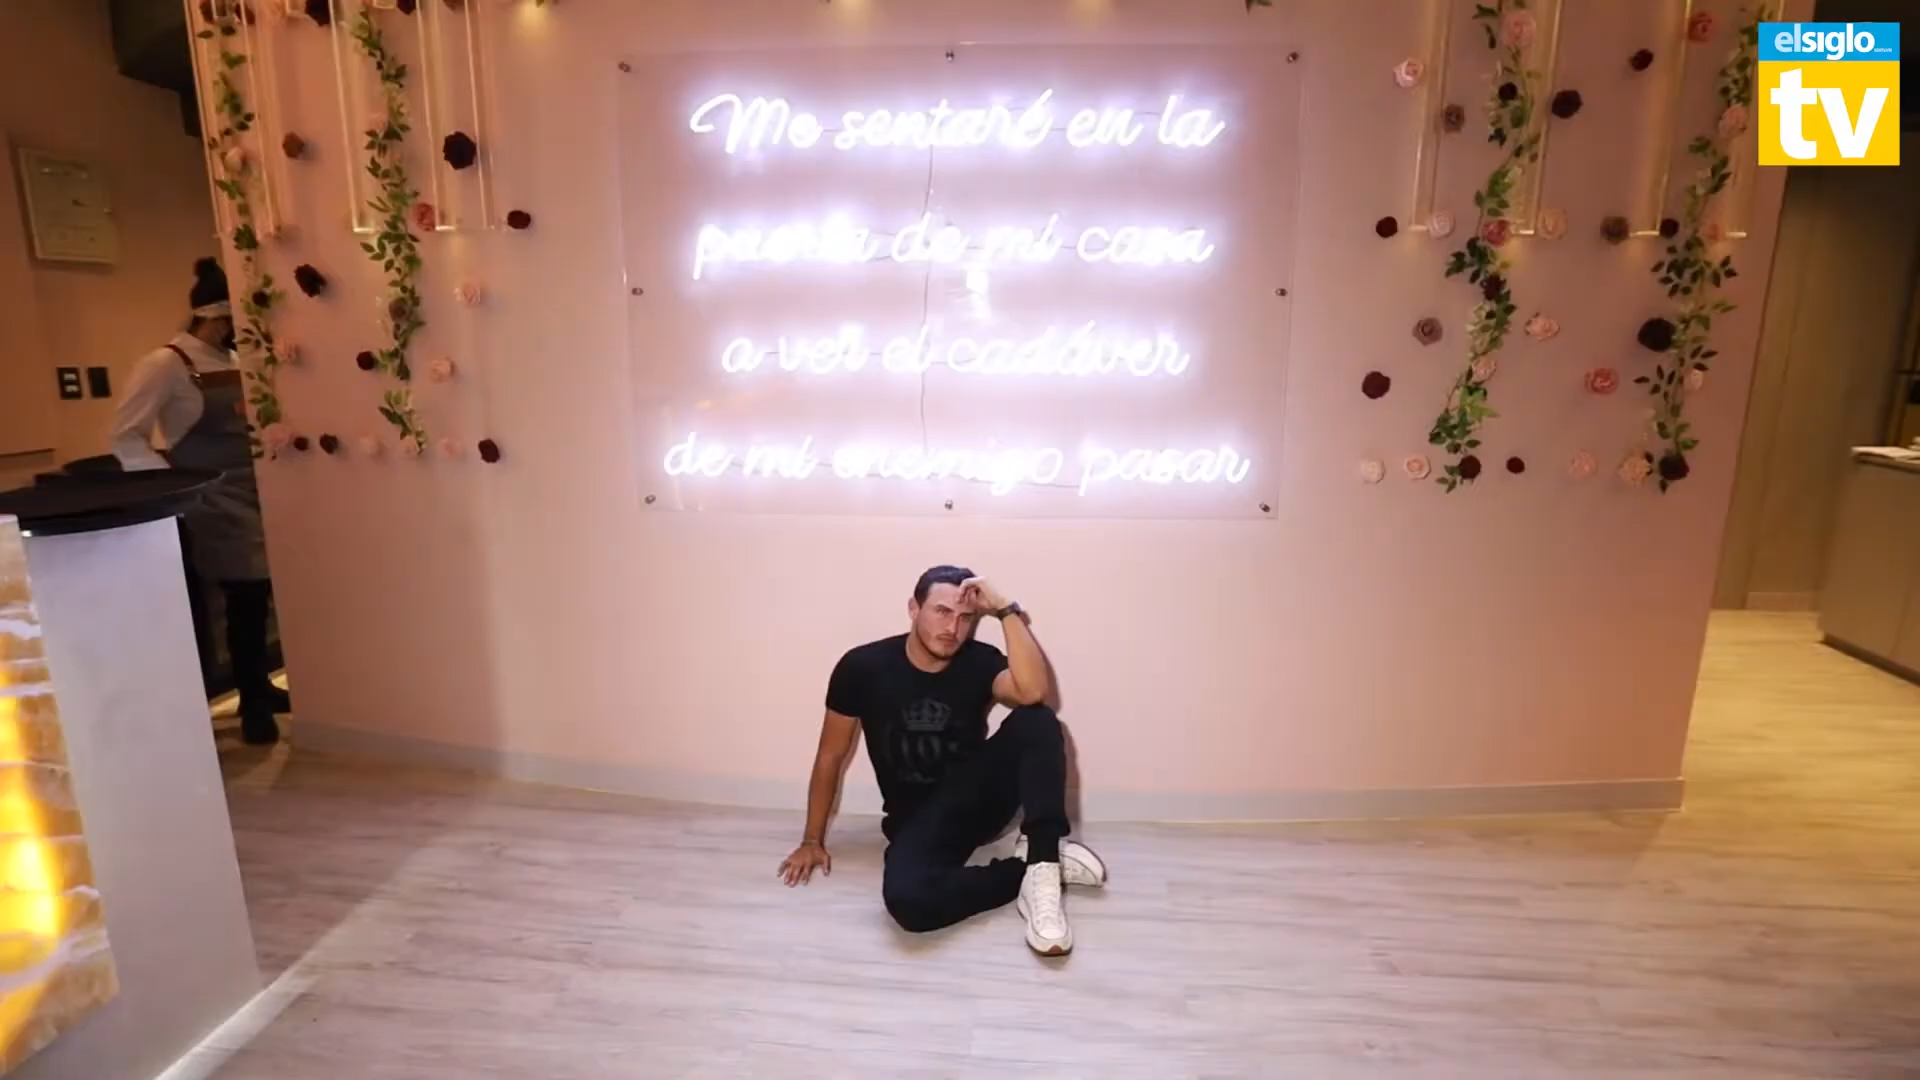 Me sentaré en la
puerta de mi casa
a ver el cadáver
de mi enemigo pasar
elsiglo
tv